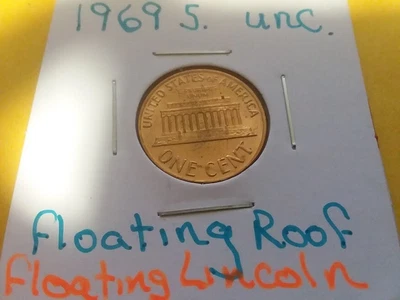 1969 S. unc.
UNITED STATES OF AMERICA
ONE CENT
floating Roof
Floating Lincoln